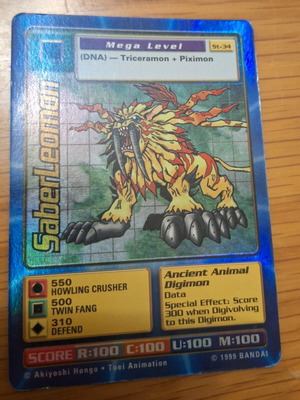 Mega Level
St-34
(DNA) — Triceramon + Piximon
SaberLeomon
550
HOWLING CRUSHER
500
TWIN FANG
310
DEFEND
Ancient Animal
Digimon
Data
Special Effect: Score
300 when Digivolving
to this Digimon.
SCORE R:100 C:100 U:100 M:100
© Akiyoshi Hongo • Toei Animation
© 1999 BANDAI